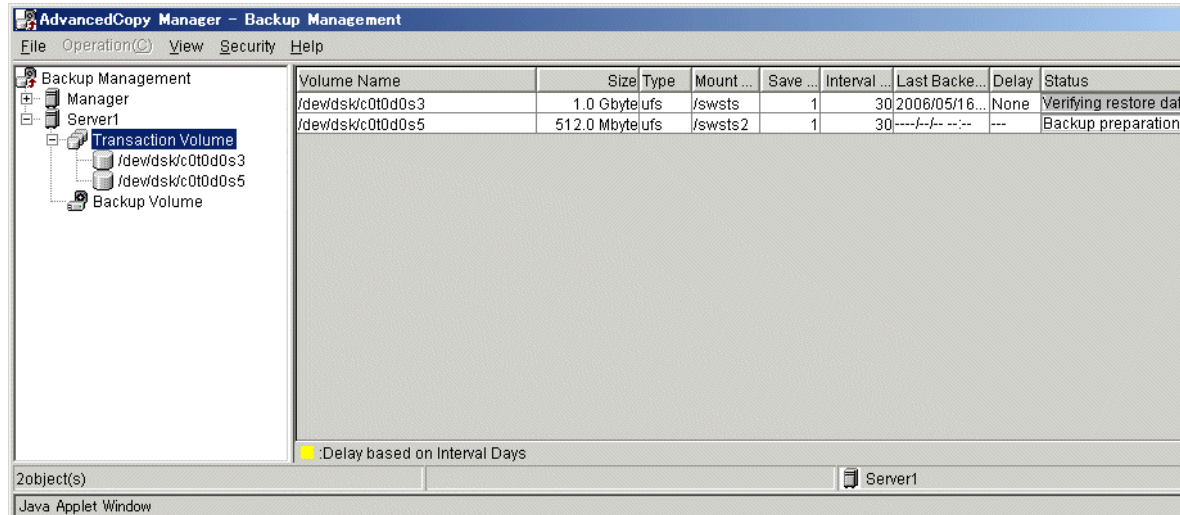 AdvancedCopy Manager - Backup Management
File Operation(C) View Security Help
Backup Management
Manager
Server1
Transaction Volume
/dev/dsk/c0t0d0s3
/dev/dsk/c0t0d0s5
Backup Volume
Volume Name Size Type Mount ... Save ... Interval ... Last Backe... Delay Status
/dev/dsk/c0t0d0s3 1.0 Gbyte ufs /swsts 1 30 2006/05/16... None Verifying restore dat
/dev/dsk/c0t0d0s5 512.0 Mbyte ufs /swsts2 1 30 ----/--/-- --:-- --- Backup preparation
:Delay based on Interval Days
2object(s) Server1
Java Applet Window